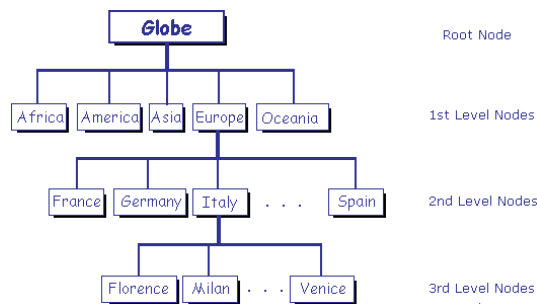 Globe
Root Node
Africa America Asia Europe Oceania
1st Level Nodes
France Germany Italy . . . Spain
2nd Level Nodes
Florence Milan . . . Venice
3rd Level Nodes